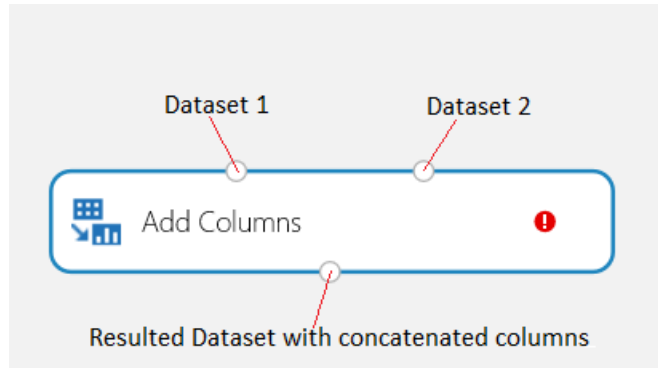 Dataset 1
Dataset 2
Add Columns
Resulted Dataset with concatenated columns